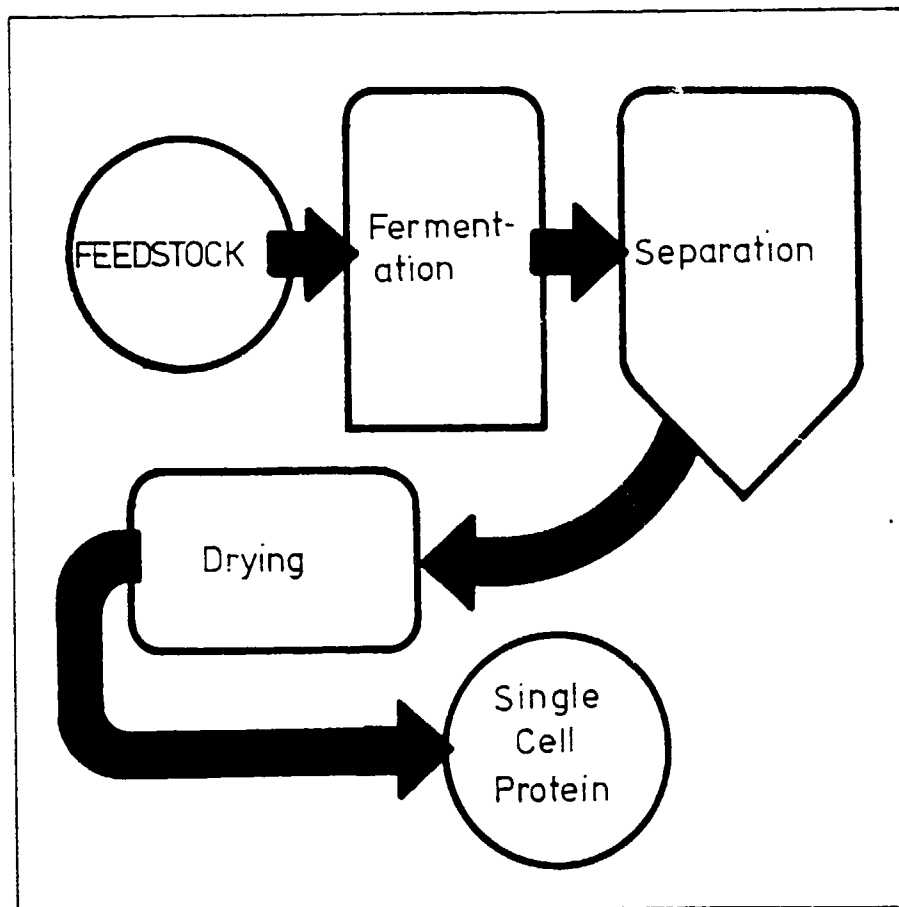 FEEDSTOCK
Ferment-
ation
Separation
Drying
Single
Cell
Protein